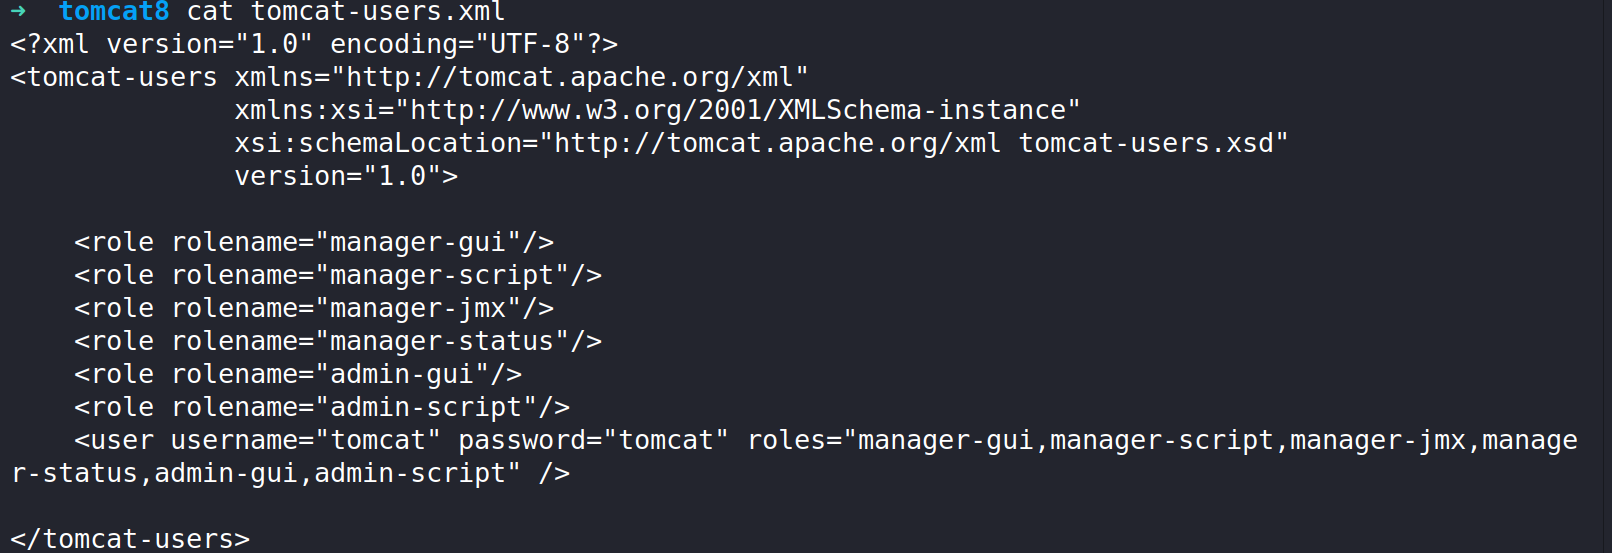 →  tomcat8 cat tomcat-users.xml
<?xml version="1.0" encoding="UTF-8"?>
<tomcat-users xmlns="http://tomcat.apache.org/xml"
              xmlns:xsi="http://www.w3.org/2001/XMLSchema-instance"
              xsi:schemaLocation="http://tomcat.apache.org/xml tomcat-users.xsd"
              version="1.0">

    <role rolename="manager-gui"/>
    <role rolename="manager-script"/>
    <role rolename="manager-jmx"/>
    <role rolename="manager-status"/>
    <role rolename="admin-gui"/>
    <role rolename="admin-script"/>
    <user username="tomcat" password="tomcat" roles="manager-gui,manager-script,manager-jmx,manage
r-status,admin-gui,admin-script" />

</tomcat-users>